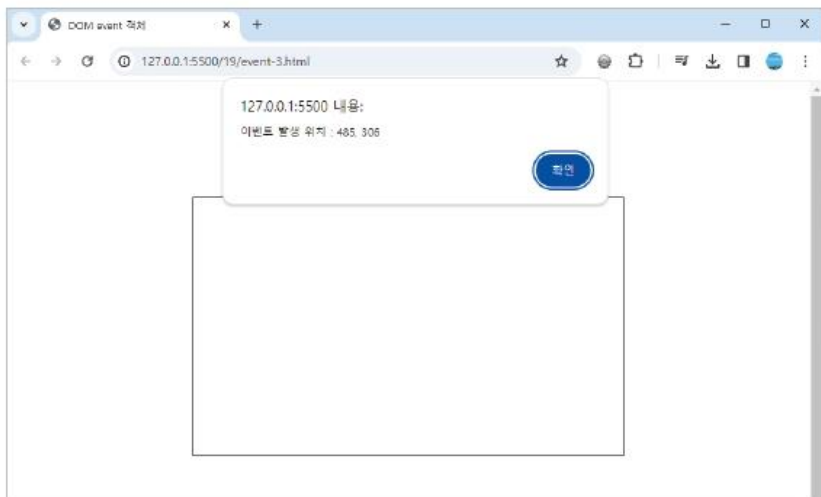 DOM event 객체
127.0.0.1:5500/19/event-3.html
127.0.0.1:5500 내용:
이벤트 발생 위치 : 485, 306
확인